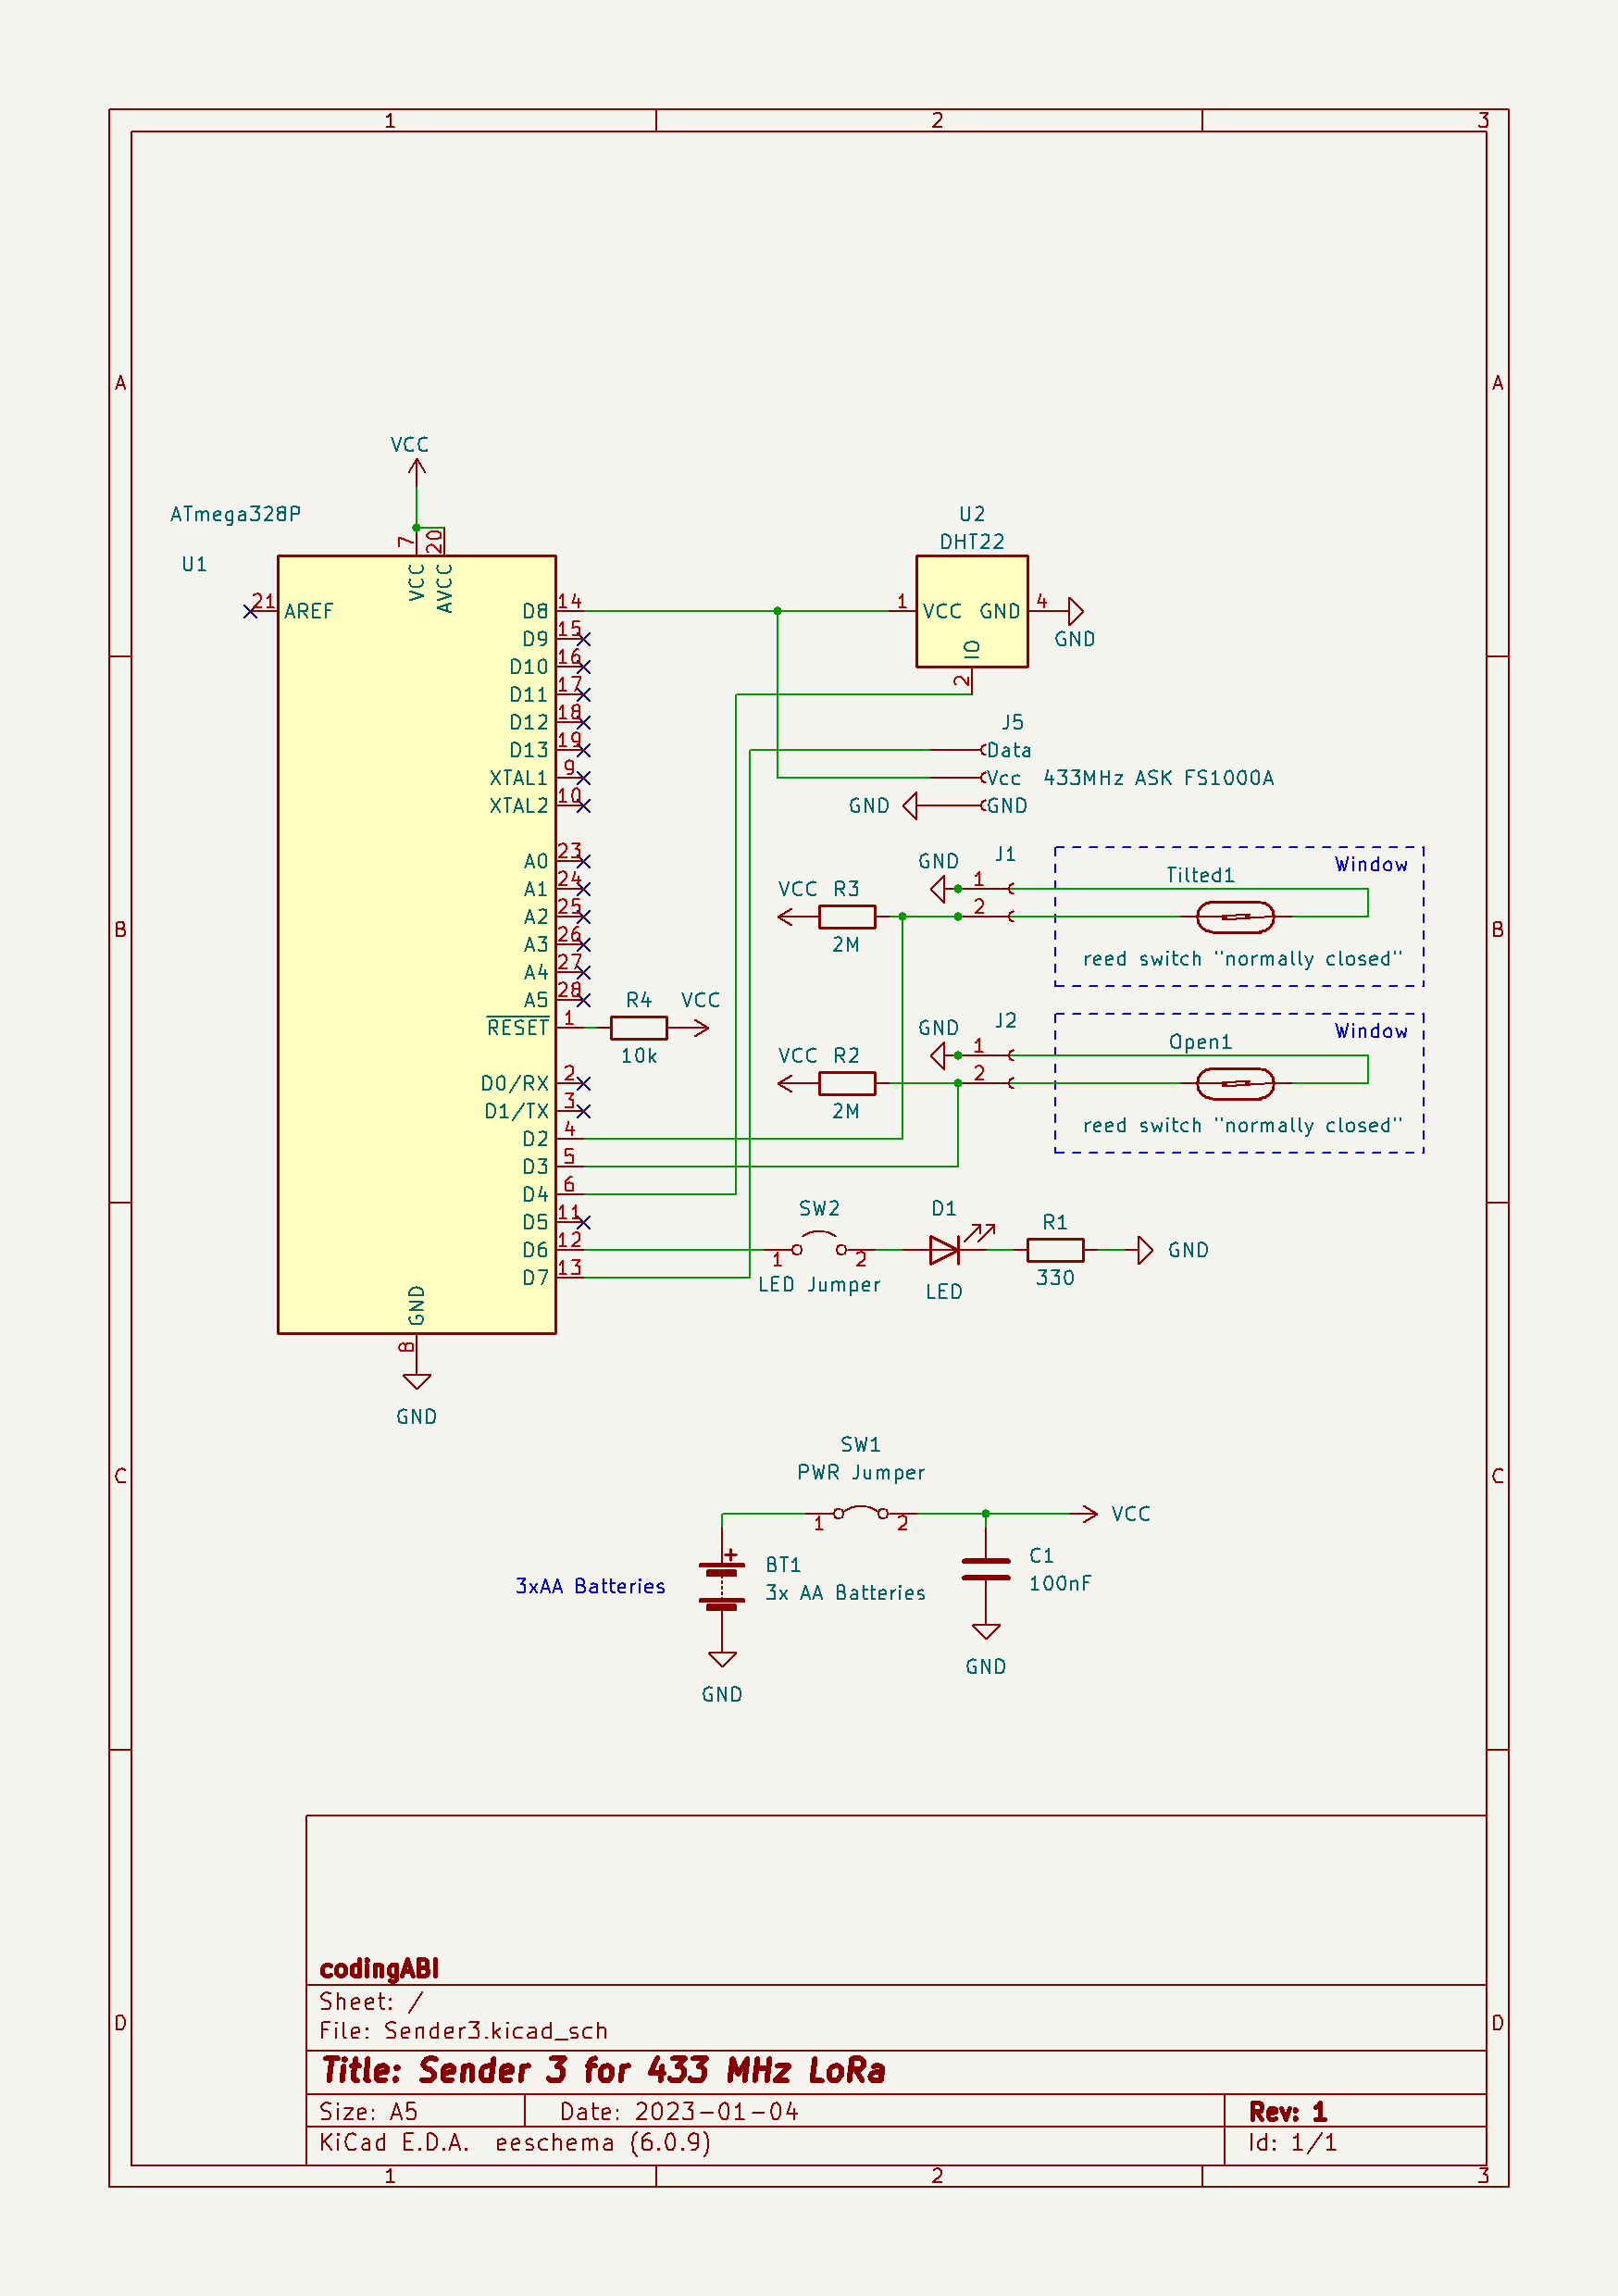 1 2 3
A A
VCC
ATmega328P
U1
7 20
VCC AVCC
21 AREF
D8 14
D9 15
D10 16
D11 17
D12 18
D13 19
XTAL1 9
XTAL2 10
A0 23
A1 24
A2 25
A3 26
A4 27
A5 28
RESET 1
R4 VCC
10k
D0/RX 2
D1/TX 3
D2 4
D3 5
D4 6
D5 11
D6 12
D7 13
GND
8
GND
U2
DHT22
1 VCC GND 4
GND
IO
2
J5
Data
Vcc 433MHz ASK FS1000A
GND GND
B B
GND J1
1
2
VCC R3
2M
Window
Tilted1
reed switch "normally closed"
GND J2
1
2
VCC R2
2M
Window
Open1
reed switch "normally closed"
SW2 D1 R1
1 2 GND
LED Jumper LED 330
C C
SW1
PWR Jumper
1 2 VCC
+
BT1
3x AA Batteries
3xAA Batteries
GND
C1
100nF
GND
D D
codingABI
Sheet: /
File: Sender3.kicad_sch
Title: Sender 3 for 433 MHz LoRa
Size: A5 Date: 2023-01-04 Rev: 1
KiCad E.D.A. eeschema (6.0.9) Id: 1/1
1 2 3